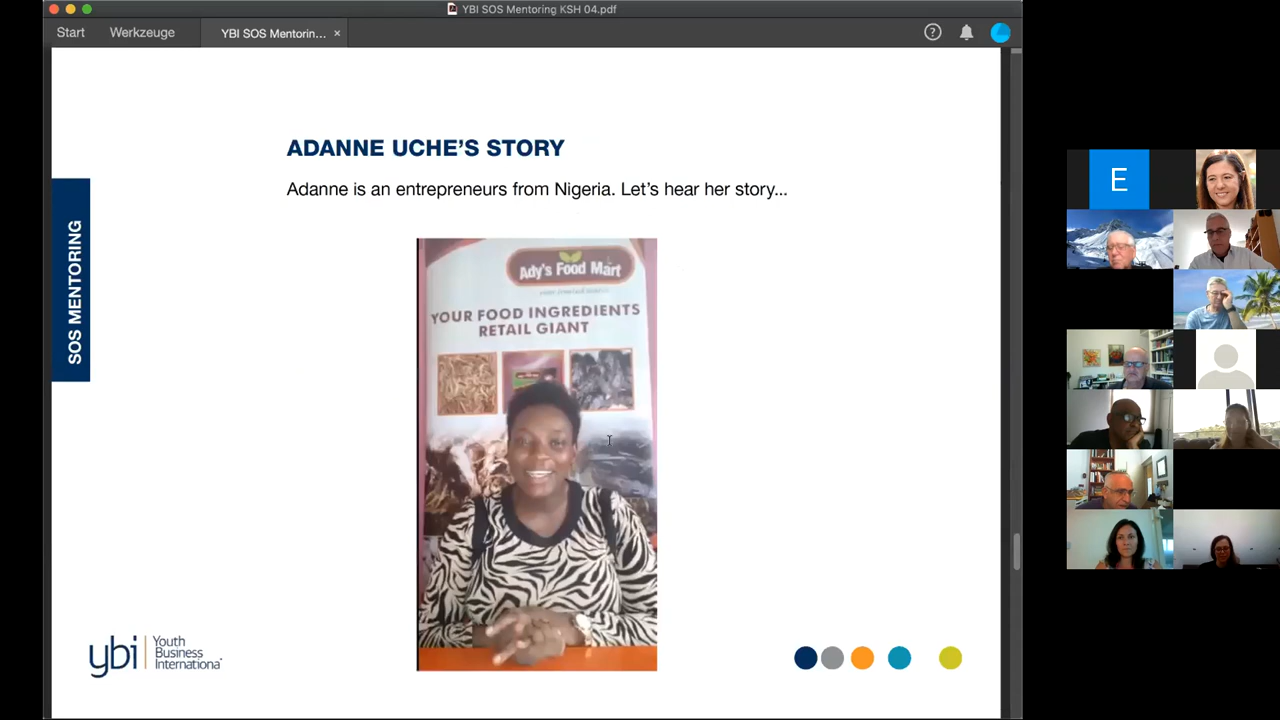 YBI SOS Mentoring KSH 04.pdf
Start
Werkzeuge
YBI SOS Mentorin... ×
?
ADANNE UCHE’S STORY
Adanne is an entrepreneurs from Nigeria. Let’s hear her story...
SOS MENTORING
Ady's Food Mart
YOUR FOOD INGREDIENTS
RETAIL GIANT
ybi
Youth
Business
International
E